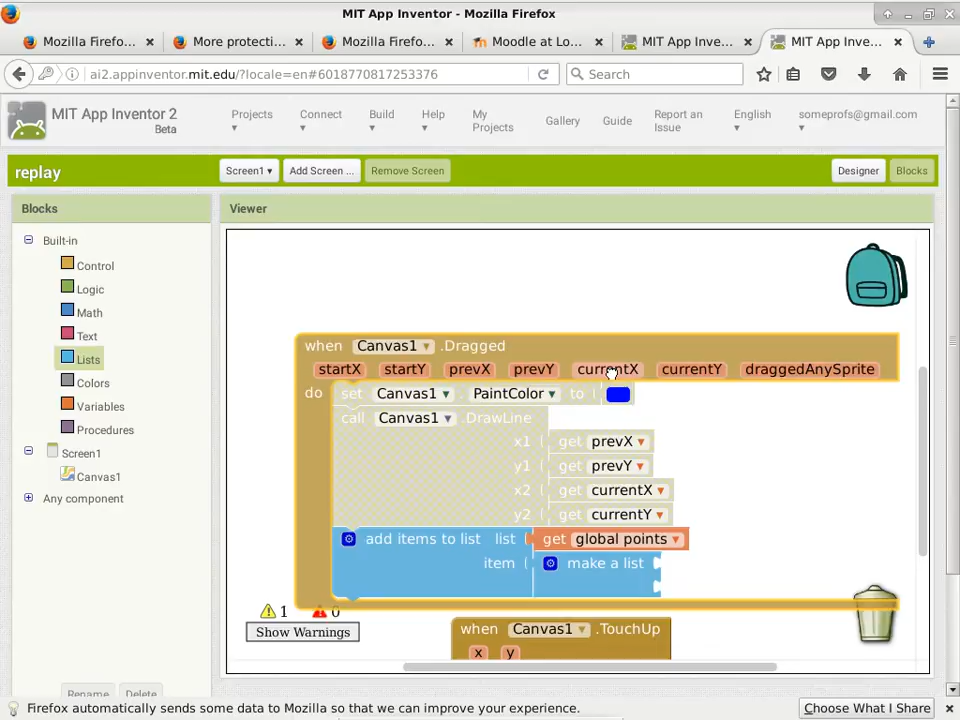 MIT App Inventor - Mozilla Firefox
Mozilla Firefo...
More protecti...
Mozilla Firefo...
Moodle at Lo...
MIT App Inve...
MIT App Inve...
ai2.appinventor.mit.edu/?locale=en#6018770817253376
Search
MIT App Inventor 2
Beta
Projects
Connect
Build
Help
My Projects
Gallery
Guide
Report an Issue
English
someprofs@gmail.com
replay
Screen1
Add Screen ...
Remove Screen
Designer
Blocks
Blocks
Viewer
Built-in
Control
Logic
Math
Text
Lists
Colors
Variables
Procedures
Screen1
Canvas1
Any component
Rename
Delete
when Canvas1 .Dragged
startX startY prevX prevY currentX currentY draggedAnySprite
do set Canvas1 . PaintColor to
call Canvas1 .DrawLine
x1 get prevX
y1 get prevY
x2 get currentX
y2 get currentY
add items to list list get global points
item make a list
1 0
Show Warnings
when Canvas1 .TouchUp
x y
Firefox automatically sends some data to Mozilla so that we can improve your experience.
Choose What I Share